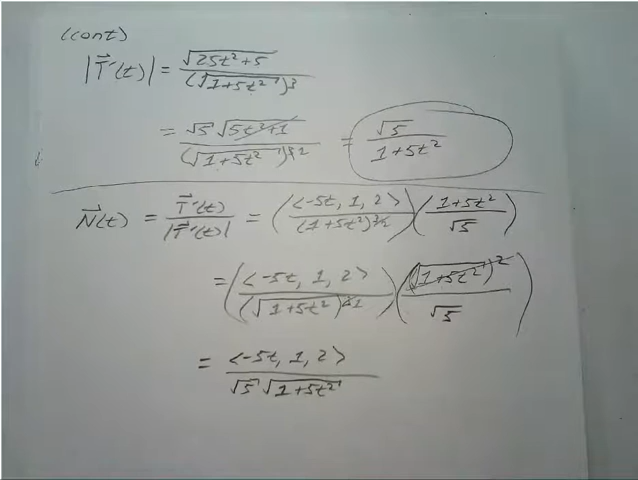 (cont)
|T⃗'(t)| = √(25t²+5) / (√(1+5t²))³
= √5 √(5t²+1) / (√(1+5t²))³ ² = √5 / (1+5t²)
N⃗(t) = T⃗'(t) / |T⃗'(t)| = (<-5t, 1, 2> / (1+5t²)^(3/2)) ((1+5t²) / √5)
= (<-5t, 1, 2> / (√(1+5t²))³ ¹) ((√(1+5t²))² / √5)
= <-5t, 1, 2> / (√5 √(1+5t²))